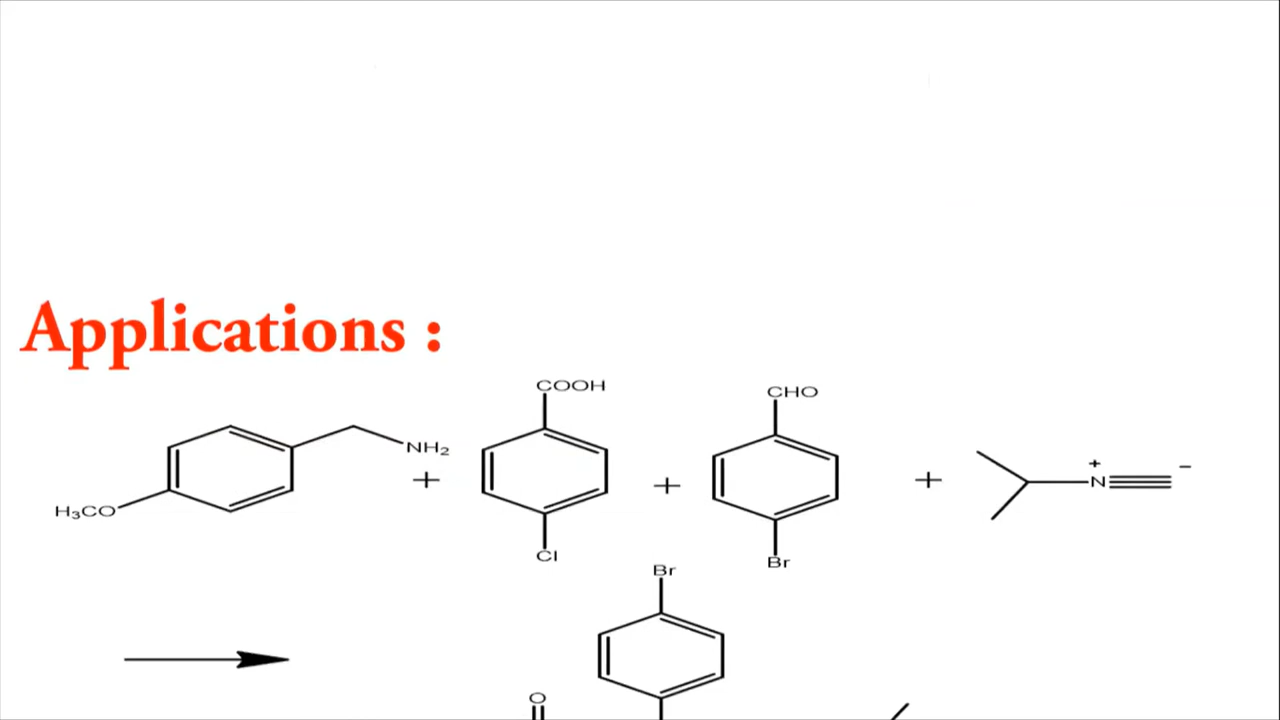 Applications :
COOH
CHO
NH₂
+ + +
+ −
N
H₃CO
Cl
Br
Br
O